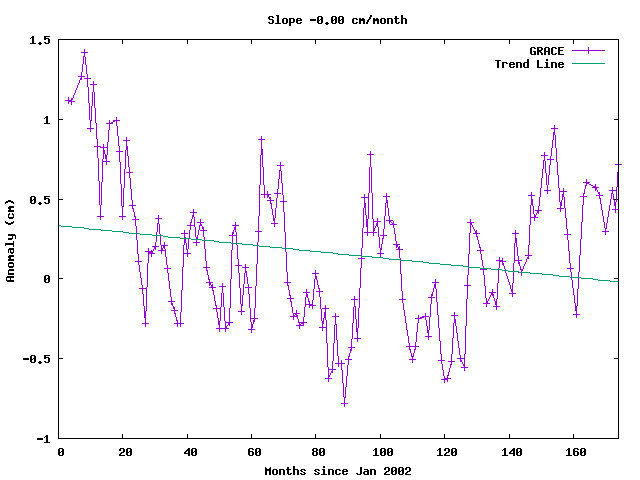 Slope -0.00 cm/month
GRACE
Trend Line
1.5
1
0.5
0
-0.5
-1
Anomaly (cm)
0 20 40 60 80 100 120 140 160
Months since Jan 2002